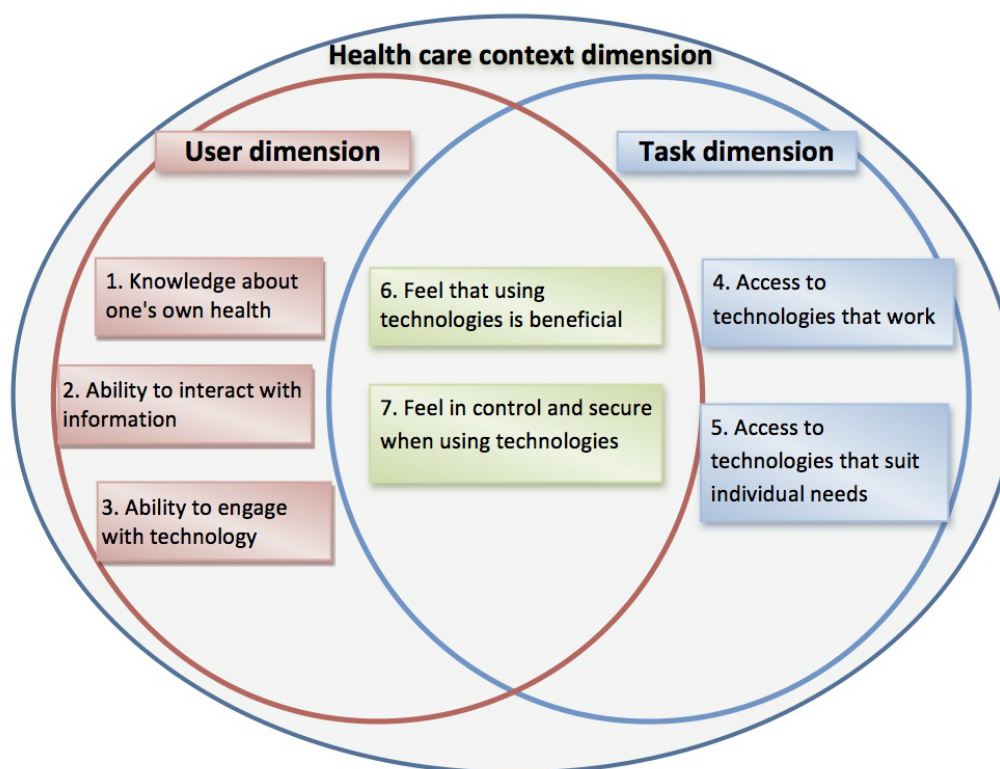 Health care context dimension
User dimension
Task dimension
1. Knowledge about
one's own health
2. Ability to interact with
information
3. Ability to engage
with technology
6. Feel that using
technologies is beneficial
7. Feel in control and secure
when using technologies
4. Access to
technologies that work
5. Access to
technologies that suit
individual needs